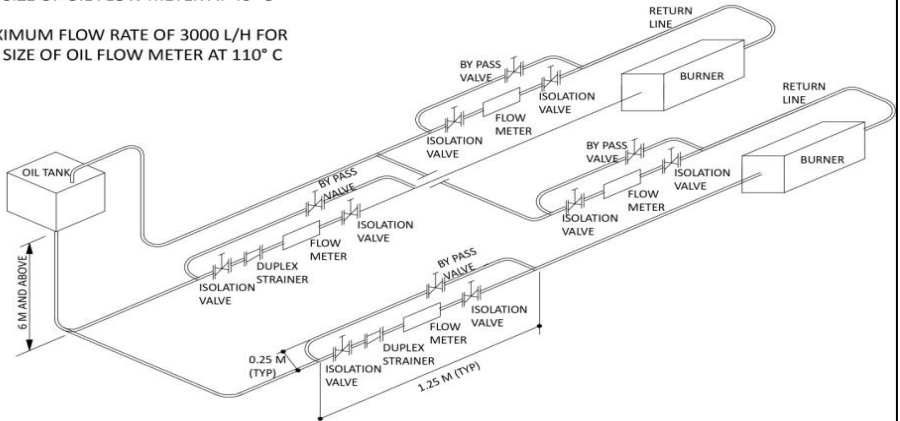 XIMUM FLOW RATE OF 3000 L/H FOR
SIZE OF OIL FLOW METER AT 110° C
RETURN
LINE
BY PASS
VALVE
BURNER
ISOLATION
VALVE
FLOW
METER
ISOLATION
VALVE
RETURN
LINE
BY PASS
VALVE
BURNER
ISOLATION
VALVE
FLOW
METER
ISOLATION
VALVE
OIL TANK
BY PASS
VALVE
ISOLATION
VALVE
FLOW
METER
DUPLEX
STRAINER
ISOLATION
VALVE
6 M AND ABOVE
BY PASS
VALVE
ISOLATION
VALVE
FLOW
METER
DUPLEX
STRAINER
ISOLATION
VALVE
0.25 M
(TYP)
1.25 M (TYP)